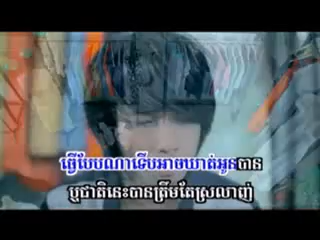 ធ្វើបែបណាទើបអាចឃាត់អូនបាន
ឬជាតិនេះបានត្រឹមតែស្រលាញ់